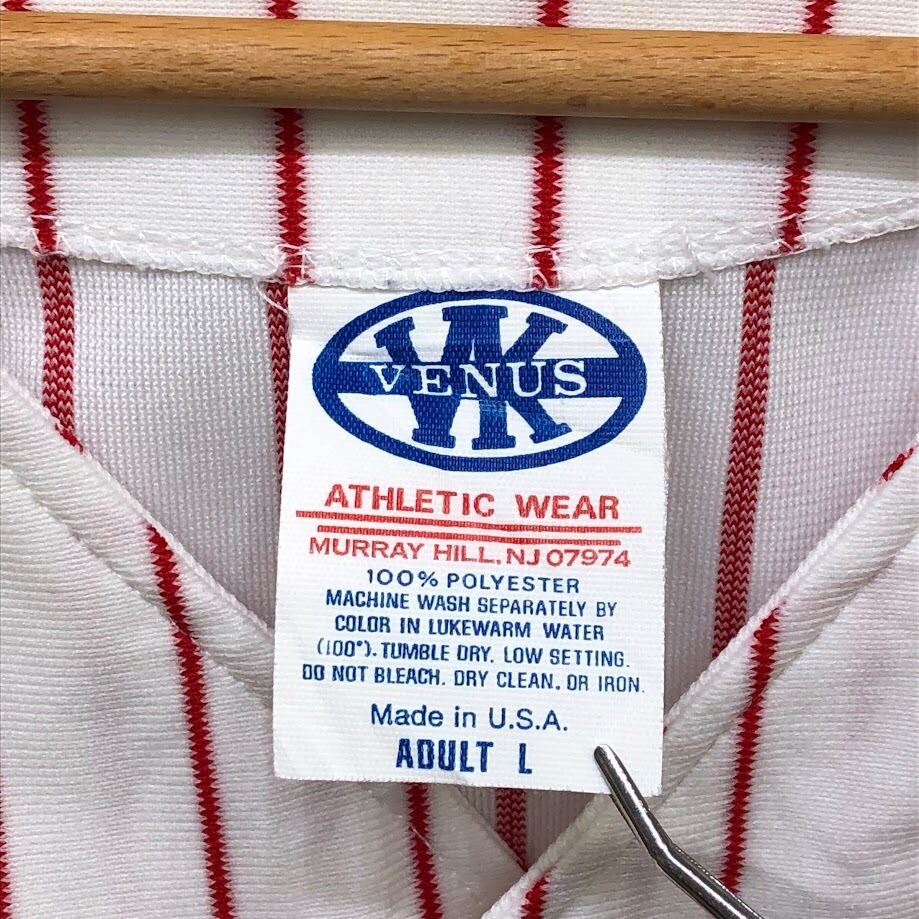 VK
VENUS
ATHLETIC WEAR
MURRAY HILL, NJ 07974
100% POLYESTER
MACHINE WASH SEPARATELY BY
COLOR IN LUKEWARM WATER
(100°). TUMBLE DRY. LOW SETTING.
DO NOT BLEACH. DRY CLEAN. OR IRON.
Made in U.S.A.
ADULT L